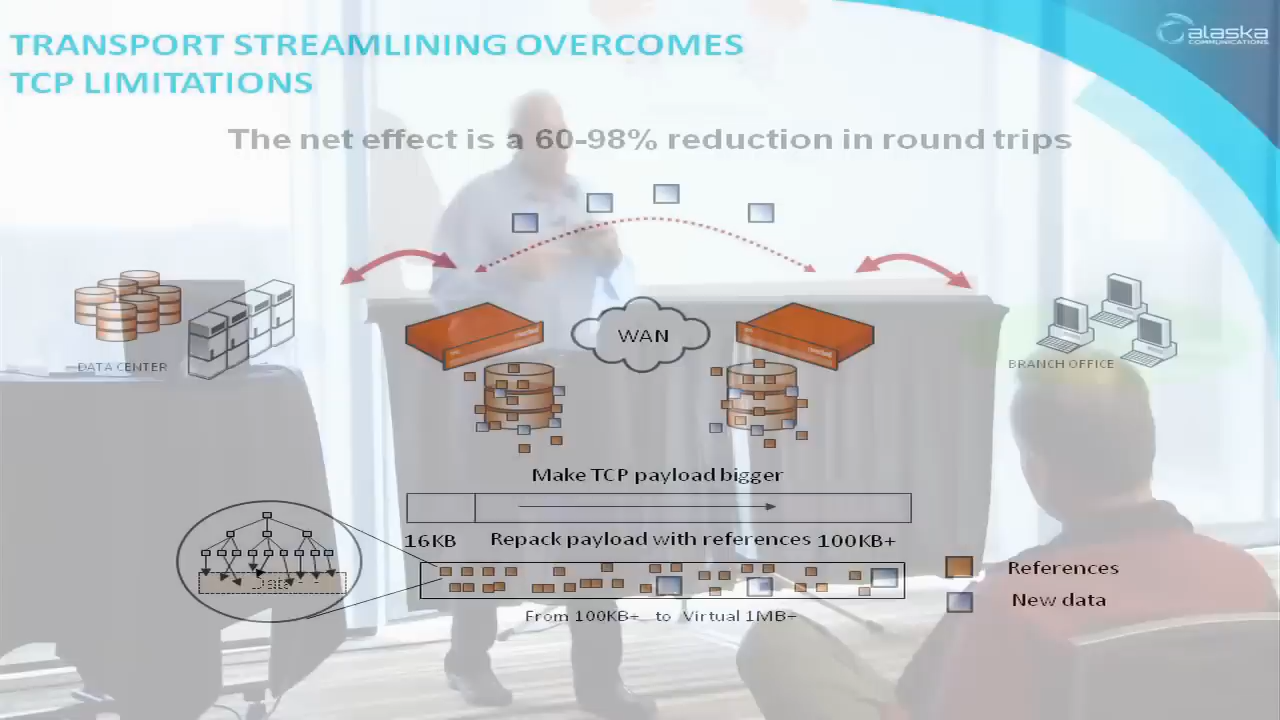 TRANSPORT STREAMLINING OVERCOMES
TCP LIMITATIONS
alaska
COMMUNICATIONS
The net effect is a 60-98% reduction in round trips
WAN
DATA CENTER
BRANCH OFFICE
Make TCP payload bigger
16KB
Repack payload with references
100KB+
Data
References
New data
From 100KB+ to Virtual 1MB+